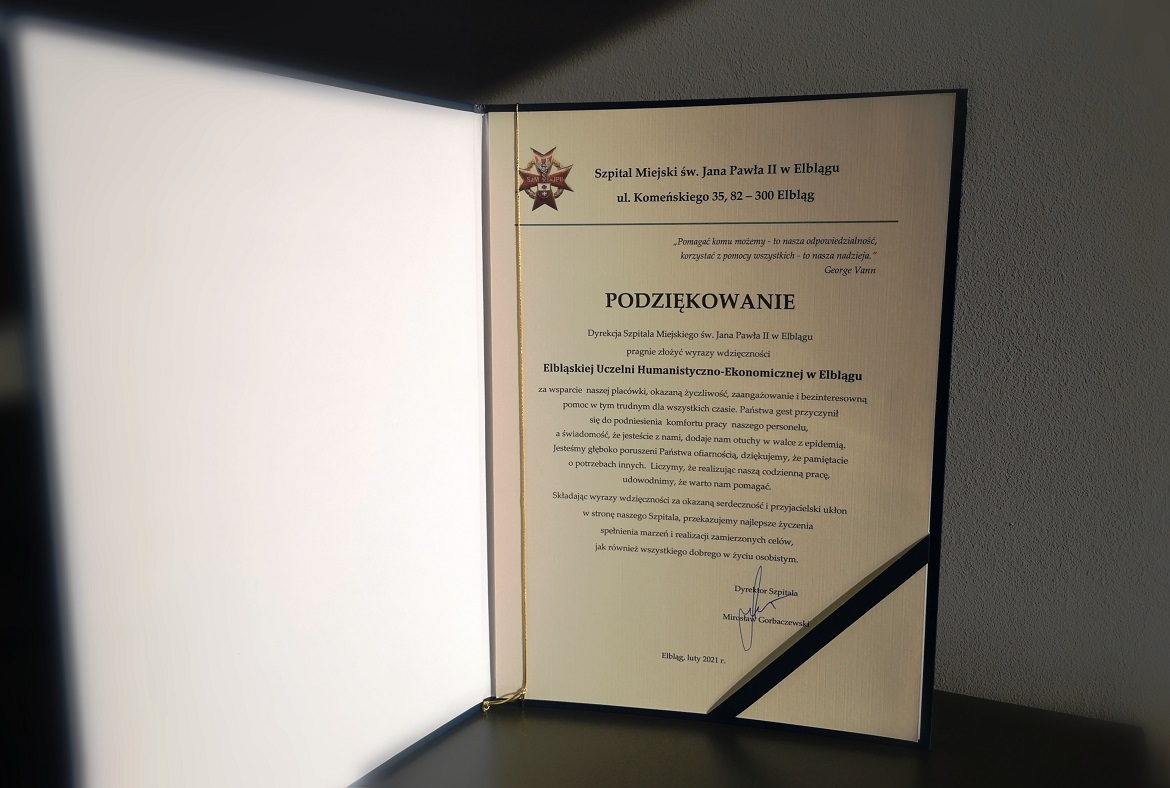 Szpital Miejski św. Jana Pawła II w Elblągu
ul. Komeńskiego 35, 82 – 300 Elbląg
„Pomagać komu możemy - to nasza odpowiedzialność,
korzystać z pomocy wszystkich - to nasza nadzieja."
George Vann
PODZIĘKOWANIE
Dyrekcja Szpitala Miejskiego św. Jana Pawła II w Elblągu
pragnie złożyć wyrazy wdzięczności
Elbląskiej Uczelni Humanistyczno-Ekonomicznej w Elblągu
za wsparcie naszej placówki, okazaną życzliwość, zaangażowanie i bezinteresowną
pomoc w tym trudnym dla wszystkich czasie. Państwa gest przyczynił
się do podniesienia komfortu pracy naszego personelu,
a świadomość, że jesteście z nami, dodaje nam otuchy w walce z epidemią.
Jesteśmy głęboko poruszeni Państwa ofiarnością, dziękujemy, że pamiętacie
o potrzebach innych. Liczymy, że realizując naszą codzienną pracę,
udowodnimy, że warto nam pomagać.
Składając wyrazy wdzięczności za okazaną serdeczność i przyjacielski ukłon
w stronę naszego Szpitala, przekazujemy najlepsze życzenia
spełnienia marzeń i realizacji zamierzonych celów,
jak również wszystkiego dobrego w życiu osobistym.
Dyrektor Szpitala
Mirosław Gorbaczewski
Elbląg, luty 2021 r.